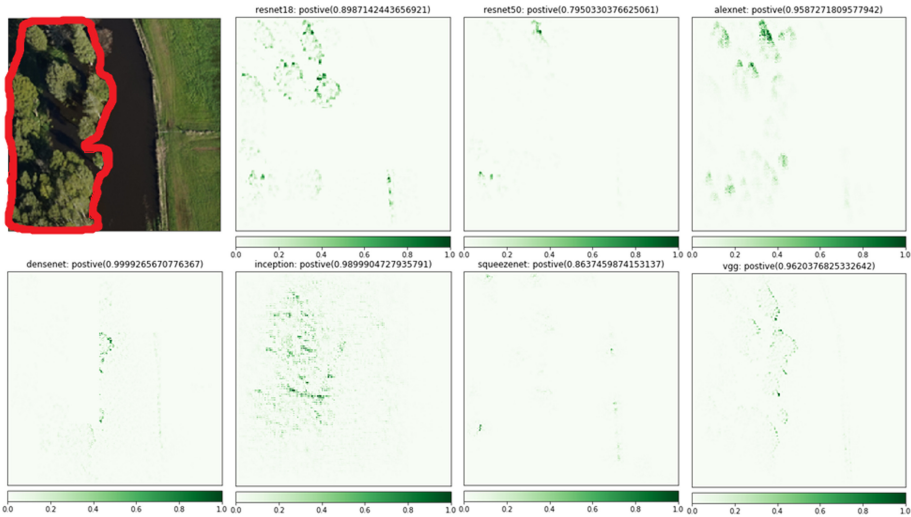 resnet18: postive(0.8987142443656921)
resnet50: postive(0.7950330376625061)
alexnet: postive(0.9587271809577942)
0.0 0.2 0.4 0.6 0.8 1.0
0.0 0.2 0.4 0.6 0.8 1.0
0.0 0.2 0.4 0.6 0.8 1.0
densenet: postive(0.9999265670776367)
inception: postive(0.9899904727935791)
squeezenet: postive(0.8637459874153137)
vgg: postive(0.9620376825332642)
0.0 0.2 0.4 0.6 0.8 1.0
0.0 0.2 0.4 0.6 0.8 1.0
0.0 0.2 0.4 0.6 0.8 1.0
0.0 0.2 0.4 0.6 0.8 1.0